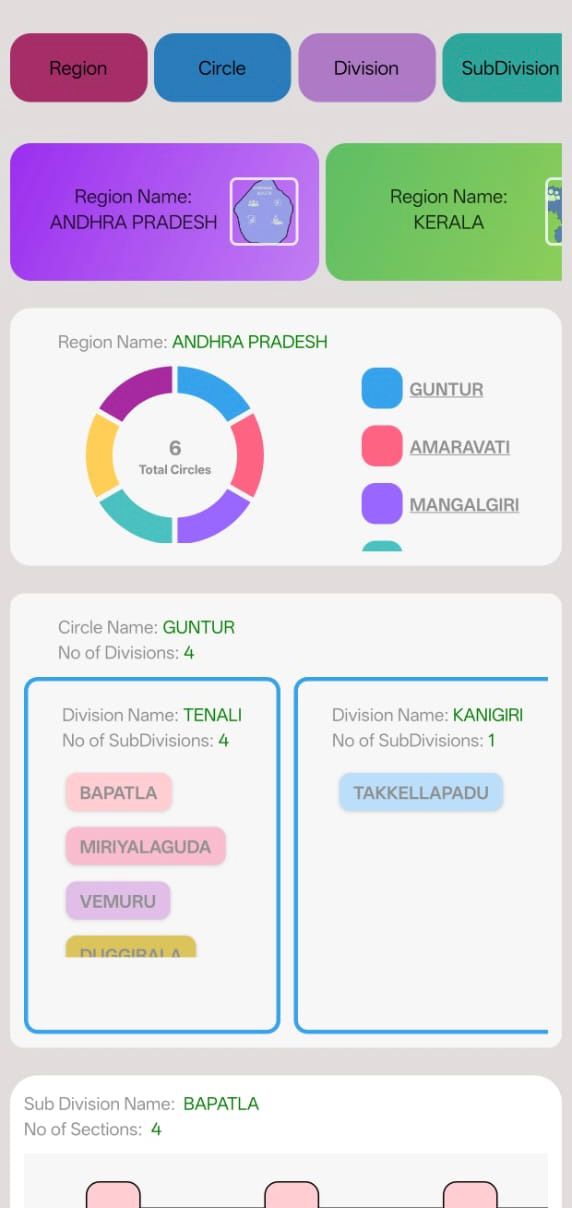 Region
Circle
Division
SubDivision
Region Name:
ANDHRA PRADESH
Region Name:
KERALA
Region Name: ANDHRA PRADESH
6
Total Circles
GUNTUR
AMARAVATI
MANGALGIRI
Circle Name: GUNTUR
No of Divisions: 4
Division Name: TENALI
No of SubDivisions: 4
BAPATLA
MIRIYALAGUDA
VEMURU
DUGGIRALA
Division Name: KANIGIRI
No of SubDivisions: 1
TAKKELLAPADU
Sub Division Name: BAPATLA
No of Sections: 4